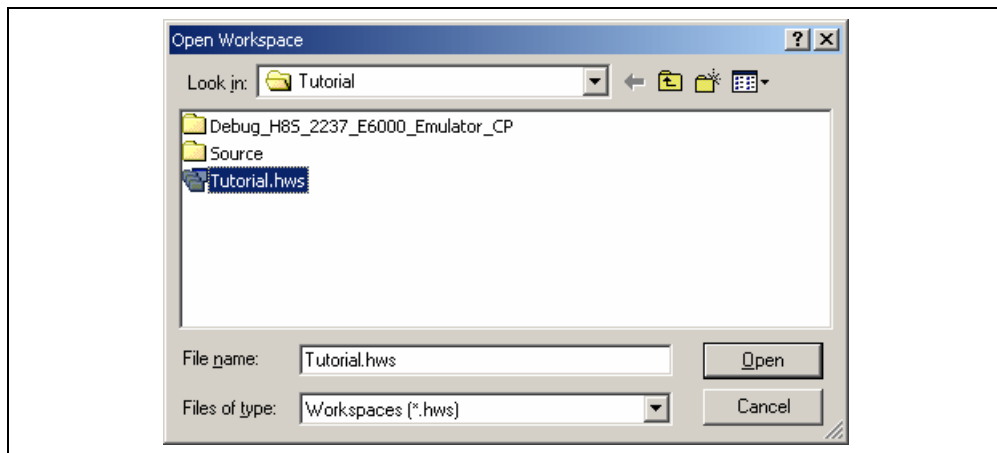 Open Workspace
Look in: Tutorial
Debug_H8S_2237_E6000_Emulator_CP
Source
Tutorial.hws
File name: Tutorial.hws Open
Files of type: Workspaces (*.hws) Cancel